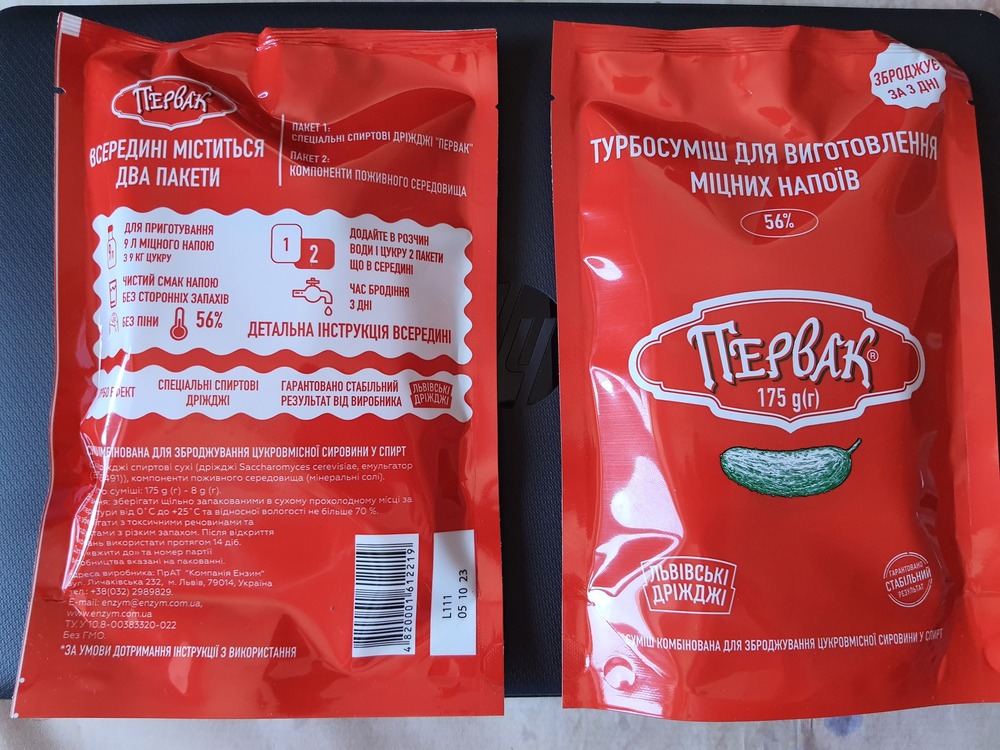 ПЕРВАК
ВСЕРЕДИНІ МІСТИТЬСЯ
ДВА ПАКЕТИ
ПАКЕТ 1:
СПЕЦІАЛЬНІ СПИРТОВІ ДРІЖДЖІ "ПЕРВАК"
ПАКЕТ 2:
КОМПОНЕНТИ ПОЖИВНОГО СЕРЕДОВИЩА
ДЛЯ ПРИГОТУВАННЯ
9 Л МІЦНОГО НАПОЮ
З 9 КГ ЦУКРУ
ЧИСТИЙ СМАК НАПОЮ
БЕЗ СТОРОННІХ ЗАПАХІВ
БЕЗ ПІНИ
56%
1
2
ДОДАЙТЕ В РОЗЧИН
ВОДИ І ЦУКРУ 2 ПАКЕТИ
ЩО В СЕРЕДИНІ
ЧАС БРОДІННЯ
3 ДНІ
ДЕТАЛЬНА ІНСТРУКЦІЯ ВСЕРЕДИНІ
СПЕЦІАЛЬНІ СПИРТОВІ
ДРІЖДЖІ
ГАРАНТОВАНО СТАБІЛЬНИЙ
РЕЗУЛЬТАТ ВІД ВИРОБНИКА
ЛЬВІВСЬКІ
ДРІЖДЖІ
КОМБІНОВАНА ДЛЯ ЗБРОДЖУВАННЯ ЦУКРОВМІСНОЇ СИРОВИНИ У СПИРТ
спиртові сухі (дріжджі Saccharomyces cerevisiae, емульгатор
компоненти поживного середовища (мінеральні солі).
суміші: 175 g (г) - 8 g (г).
зберігати щільно запакованими в сухому прохолодному місці за
від 0°C до +25°C та відносної вологості не більше 70 %.
з токсичними речовинами та
з різким запахом. Після відкриття
використати протягом 14 діб.
«вжити до» та номер партії
вказані на пакованні.
виробника: ПрАТ "Компанія Ензим"
вул. Личаківська 232, м. Львів, 79014, Україна
тел.: +38(032) 2989829.
E-mail: enzym@enzym.com.ua,
www.enzym.com.ua
ТУ У 10.8-00383320-022
Без ГМО.
*ЗА УМОВИ ДОТРИМАННЯ ІНСТРУКЦІЇ З ВИКОРИСТАННЯ
4820001612219
L111
05 10 23
ЗБРОДЖУЄ
ЗА 3 ДНІ
ТУРБОСУМІШ ДЛЯ ВИГОТОВЛЕННЯ
МІЦНИХ НАПОЇВ
56%
ПЕРВАК®
175 g(г)
ЛЬВІВСЬКІ
ДРІЖДЖІ
ГАРАНТОВАНО
СТАБІЛЬНИЙ
РЕЗУЛЬТАТ
СУМІШ КОМБІНОВАНА ДЛЯ ЗБРОДЖУВАННЯ ЦУКРОВМІСНОЇ СИРОВИНИ У СПИРТ